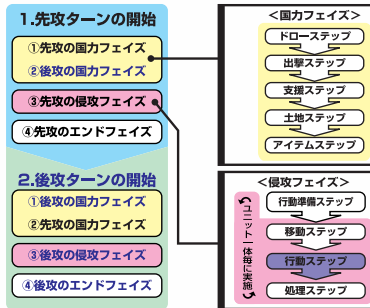 1.先攻ターンの開始
①先攻の国力フェイズ
②後攻の国力フェイズ
③先攻の侵攻フェイズ
④先攻のエンドフェイズ
2.後攻ターンの開始
①後攻の国力フェイズ
②先攻の国力フェイズ
③後攻の侵攻フェイズ
④後攻のエンドフェイズ
＜国力フェイズ＞
ドローステップ
出撃ステップ
支援ステップ
土地ステップ
アイテムステップ
＜侵攻フェイズ＞
行動準備ステップ
移動ステップ
行動ステップ
処理ステップ
ユニット一体毎に実施